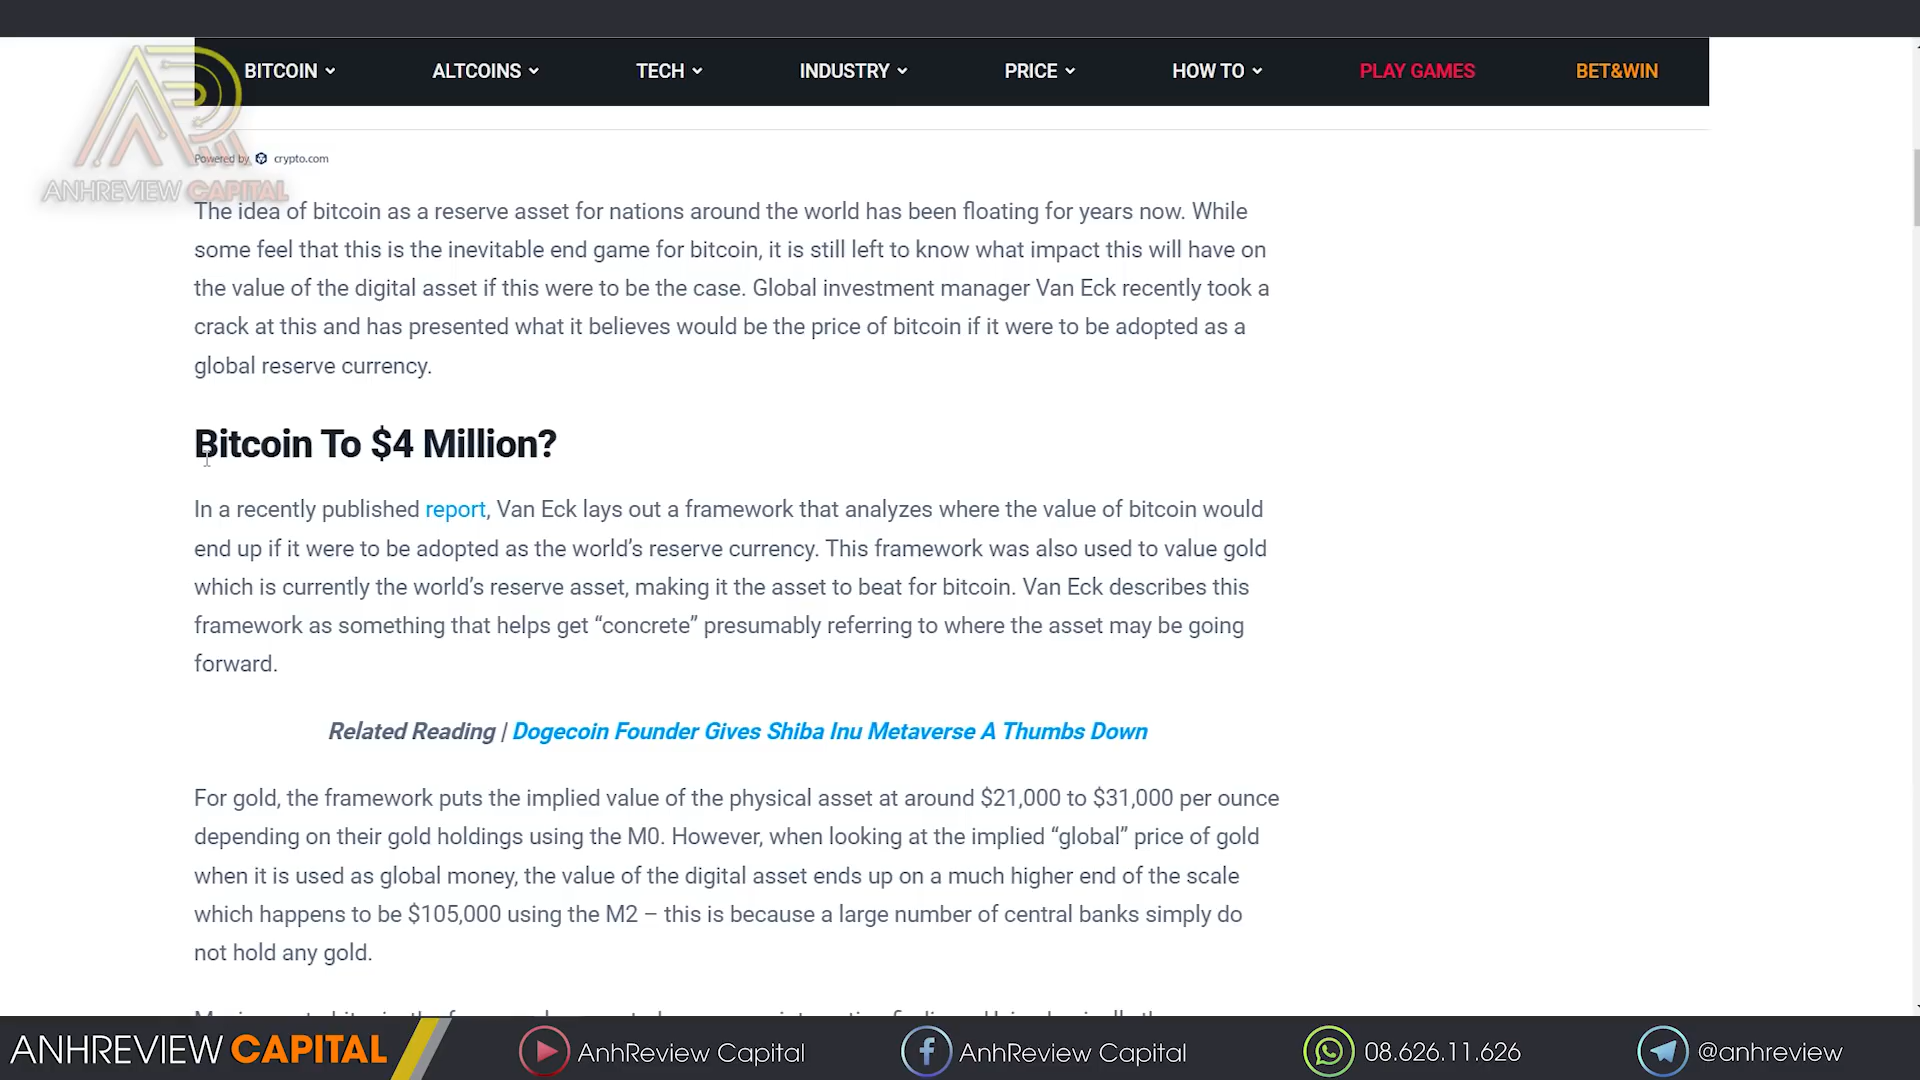 BITCOIN
ALTCOINS
TECH
INDUSTRY
PRICE
HOW TO
PLAY GAMES
BET&WIN
Powered by crypto.com
ANHREVIEW CAPITAL
The idea of bitcoin as a reserve asset for nations around the world has been floating for years now. While
some feel that this is the inevitable end game for bitcoin, it is still left to know what impact this will have on
the value of the digital asset if this were to be the case. Global investment manager Van Eck recently took a
crack at this and has presented what it believes would be the price of bitcoin if it were to be adopted as a
global reserve currency.
Bitcoin To $4 Million?
In a recently published report, Van Eck lays out a framework that analyzes where the value of bitcoin would
end up if it were to be adopted as the world’s reserve currency. This framework was also used to value gold
which is currently the world’s reserve asset, making it the asset to beat for bitcoin. Van Eck describes this
framework as something that helps get “concrete” presumably referring to where the asset may be going
forward.
Related Reading | Dogecoin Founder Gives Shiba Inu Metaverse A Thumbs Down
For gold, the framework puts the implied value of the physical asset at around $21,000 to $31,000 per ounce
depending on their gold holdings using the M0. However, when looking at the implied “global” price of gold
when it is used as global money, the value of the digital asset ends up on a much higher end of the scale
which happens to be $105,000 using the M2 – this is because a large number of central banks simply do
not hold any gold.
ANHREVIEW CAPITAL
AnhReview Capital
AnhReview Capital
08.626.11.626
@anhreview